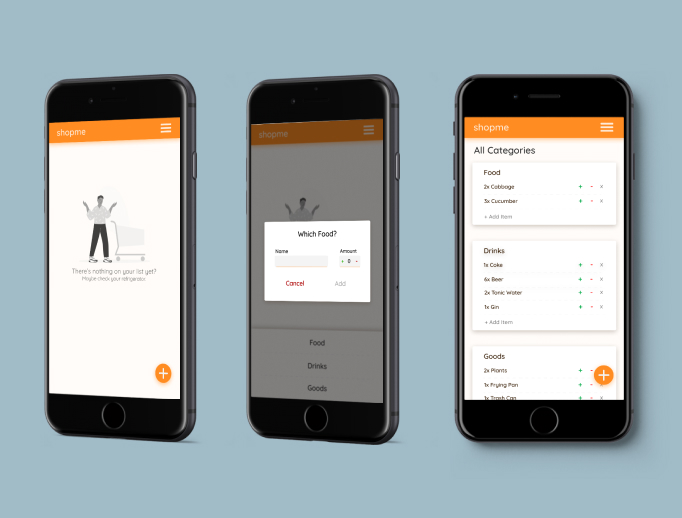 shopme
There's nothing on your list yet?
Maybe check your refrigerator.
shopme
Which Food?
Name
Amount
+ 0 -
Cancel
Add
Food
Drinks
Goods
shopme
All Categories
Food
2x Cabbage + - x
3x Cucumber + - x
+ Add Item
Drinks
1x Coke + - x
6x Beer + - x
2x Tonic Water + - x
1x Gin + - x
+ Add Item
Goods
2x Plants + -
1x Frying Pan + -
1x Trash Can + - x